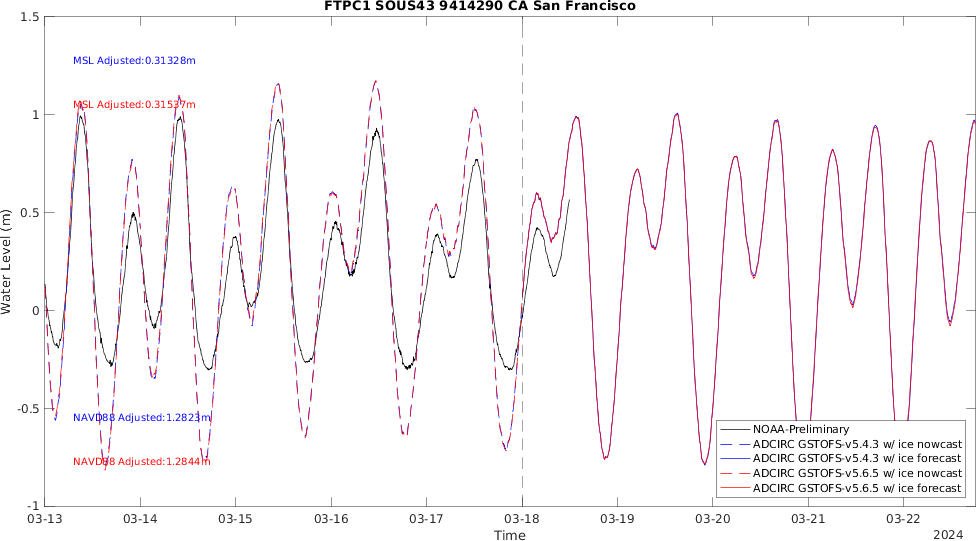 FTPC1 SOUS43 9414290 CA San Francisco
1.5
MSL Adjusted:0.31328m
MSL Adjusted:0.31537m
1
0.5
Water Level (m)
0
-0.5
NAVD88 Adjusted:1.2823m
NAVD88 Adjusted:1.2844m
-1
NOAA-Preliminary
ADCIRC GSTOFS-v5.4.3 w/ ice nowcast
ADCIRC GSTOFS-v5.4.3 w/ ice forecast
ADCIRC GSTOFS-v5.6.5 w/ ice nowcast
ADCIRC GSTOFS-v5.6.5 w/ ice forecast
03-13 03-14 03-15 03-16 03-17 03-18 03-19 03-20 03-21 03-22
Time
2024